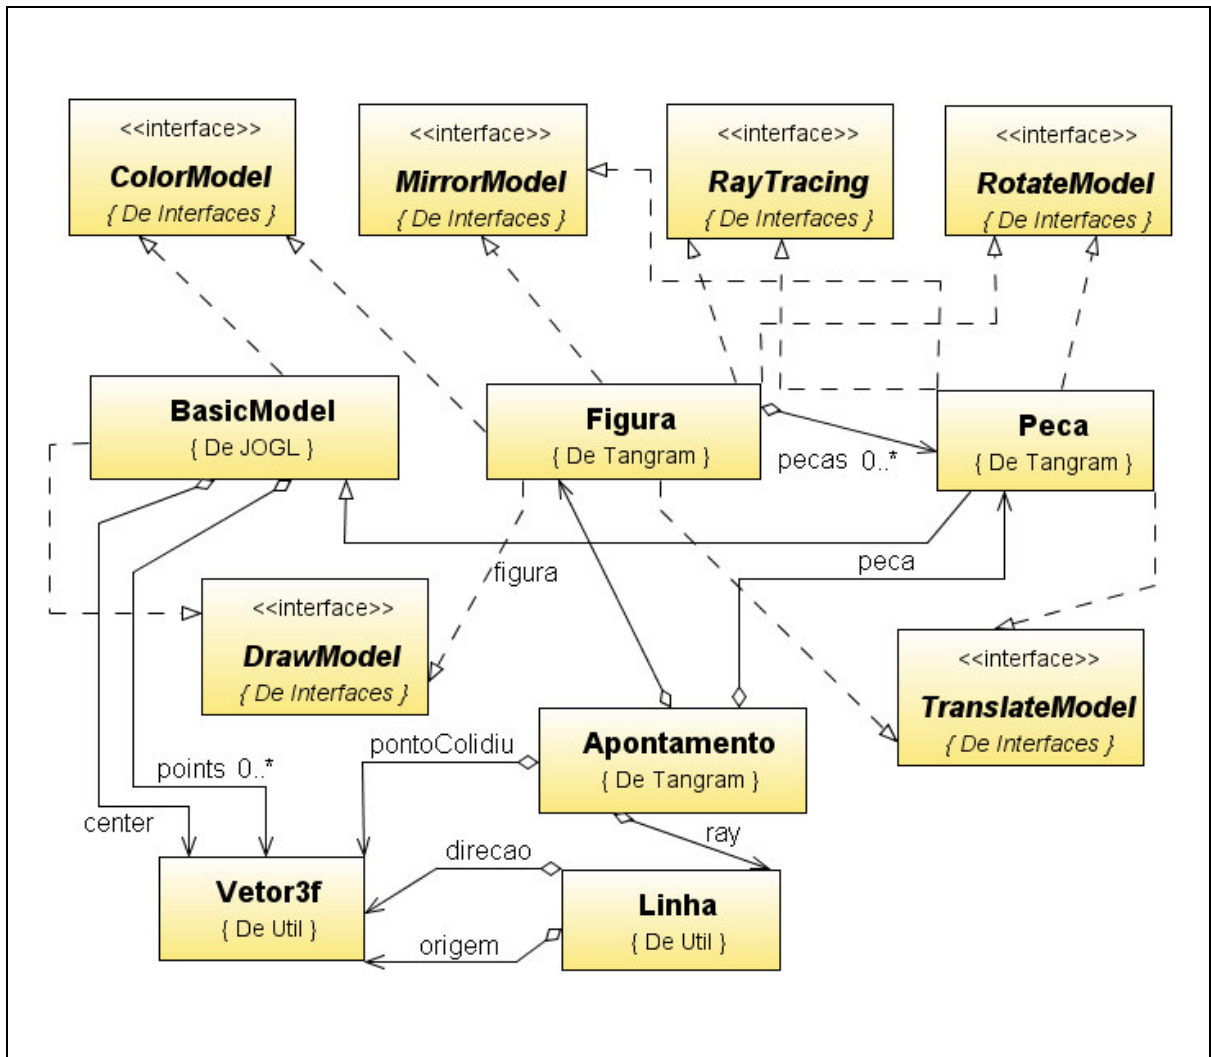 <<interface>>
ColorModel
{ De Interfaces }
<<interface>>
MirrorModel
{ De Interfaces }
<<interface>>
RayTracing
{ De Interfaces }
<<interface>>
RotateModel
{ De Interfaces }
BasicModel
{ De JOGL }
Figura
{ De Tangram }
pecas 0..*
Peca
{ De Tangram }
figura
peca
<<interface>>
DrawModel
{ De Interfaces }
<<interface>>
TranslateModel
{ De Interfaces }
pontoColidiu
Apontamento
{ De Tangram }
points 0..*
center
ray
direcao
Vetor3f
{ De Util }
Linha
{ De Util }
origem